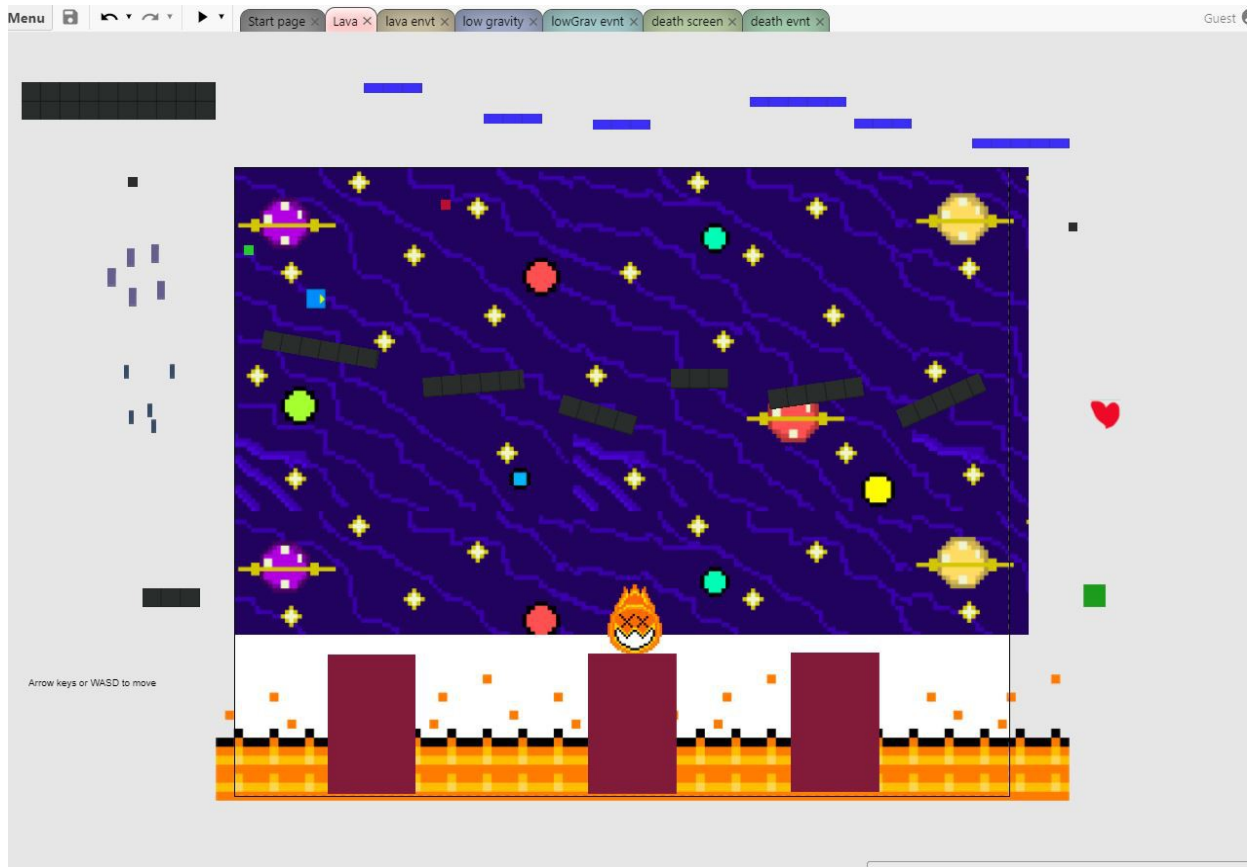 Menu
Start page
Lava
lava envt
low gravity
lowGrav evnt
death screen
death evnt
Guest
Arrow keys or WASD to move